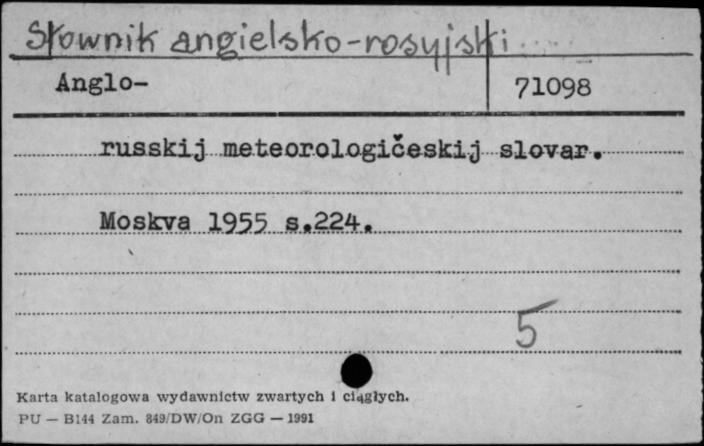 Słownik angielsko-rosyjski
Anglo- 71098
russkij meteorologičeskij slovar.
Moskva 1955 s.224.
5
Karta katalogowa wydawnictw zwartych i ciągłych.
PU — B144 Zam. 849/DW/On ZGG — 1991